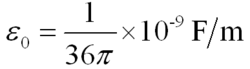 ε₀ = 1/36π × 10⁻⁹ F/m